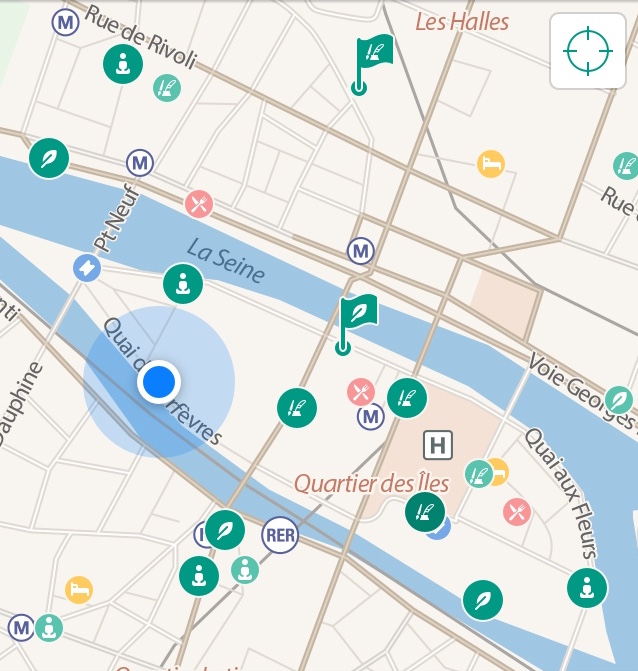 Les Halles
M
Rue de Rivoli
M
Rue
Pt Neuf
La Seine
M
nti
Quai
rfèvres
Dauphine
Voie Georges
M
H
Quai aux Fleurs
Quartier des Îles
RER
M